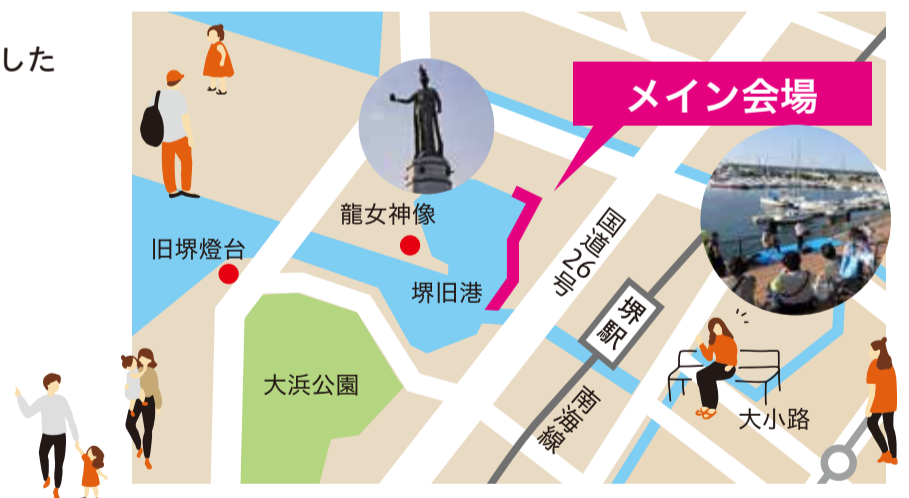 した
メイン会場
龍女神像
旧堺燈台
国道26号
堺旧港
堺駅
大浜公園
南海線
大小路